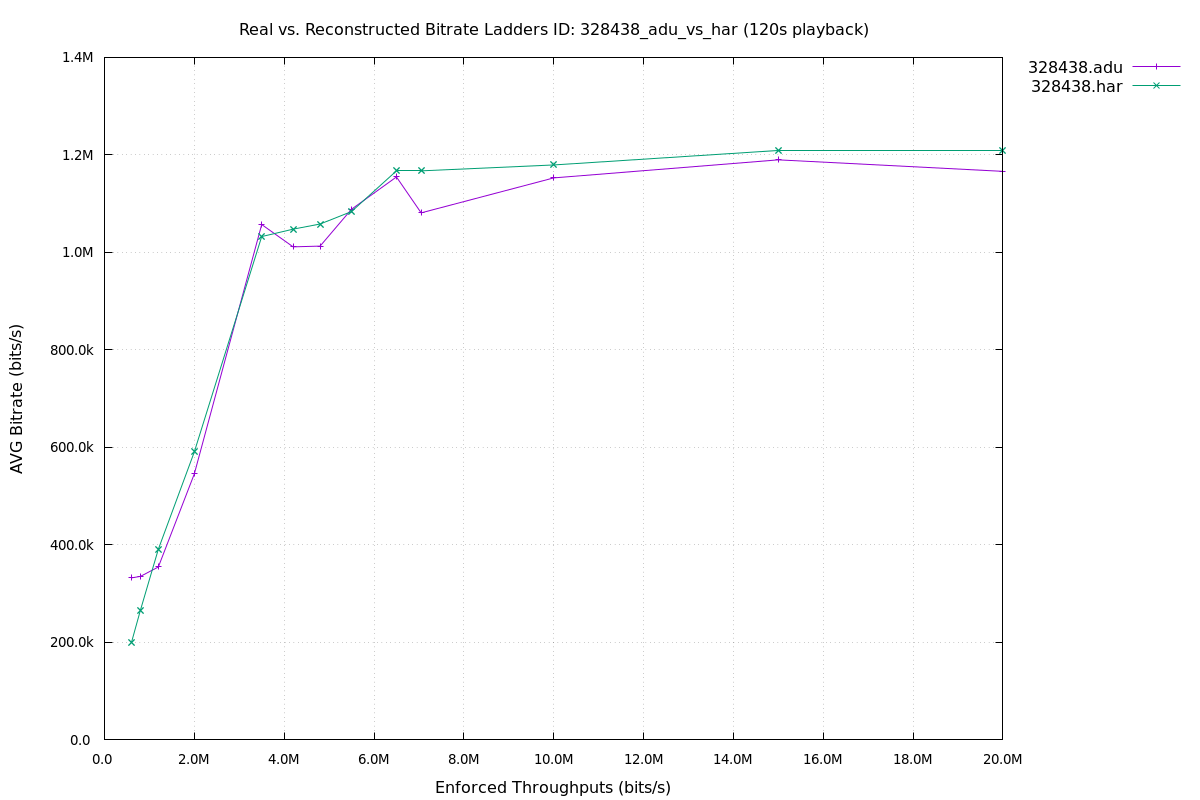 Real vs. Reconstructed Bitrate Ladders ID: 328438_adu_vs_har (120s playback)
328438.adu
328438.har
1.4M
1.2M
1.0M
800.0k
600.0k
400.0k
200.0k
0.0
AVG Bitrate (bits/s)
0.0 2.0M 4.0M 6.0M 8.0M 10.0M 12.0M 14.0M 16.0M 18.0M 20.0M
Enforced Throughputs (bits/s)